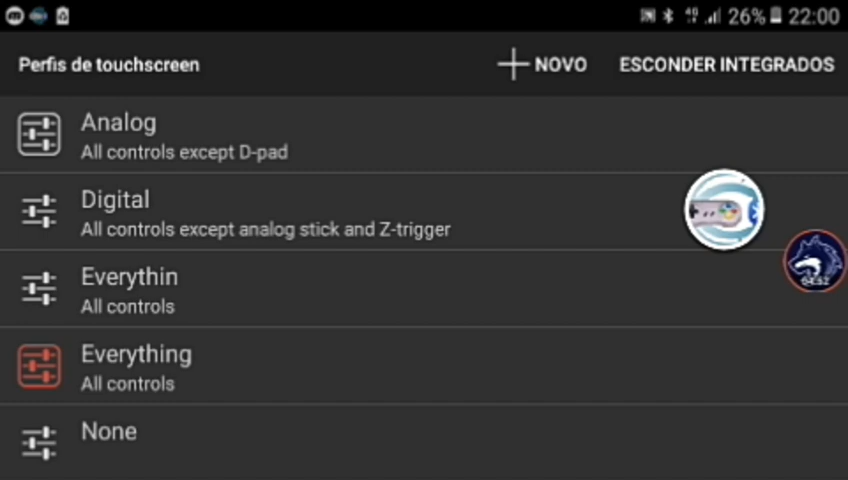 4G 26% 22:00
Perfis de touchscreen NOVO ESCONDER INTEGRADOS
Analog
All controls except D-pad
Digital
All controls except analog stick and Z-trigger
Everythin
All controls
Everything
All controls
None